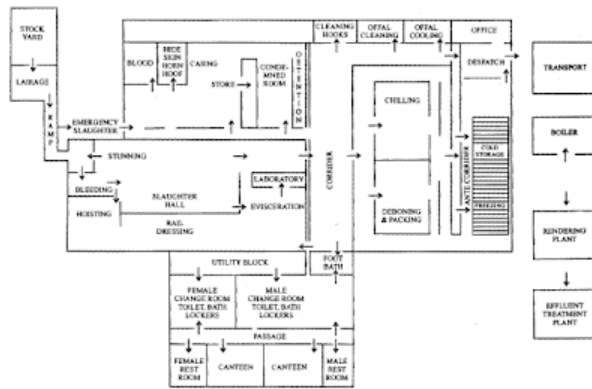 STOCK
YARD
LAIRAGE
RAMP
EMERGENCY
SLAUGHTER
BLOOD
HIDE
SKIN
HORN
HOOF
CASING
STORE
CONDE-
MNED
ROOM
DETENTION
CLEANING
HOOKS
OFFAL
CLEANING
OFFAL
COOLING
OFFICE
DESPATCH
TRANSPORT
CHILLING
BOILER
COLD
STORAGE
STUNNING
BLEEDING
HOISTING
SLAUGHTER
HALL
RAIL
DRESSING
LABORATORY
EVISCERATION
CORRIDER
DEBONING
& PACKING
ANTE CORRIDER
FREEZING
RENDERING
PLANT
EFFLUENT
TREATMENT
PLANT
UTILITY BLOCK
FOOT
BATH
FEMALE
CHANGE ROOM
TOILET, BATH
LOCKERS
MALE
CHANGE ROOM
TOILET, BATH
LOCKERS
PASSAGE
FEMALE
REST
ROOM
CANTEEN
CANTEEN
MALE
REST
ROOM